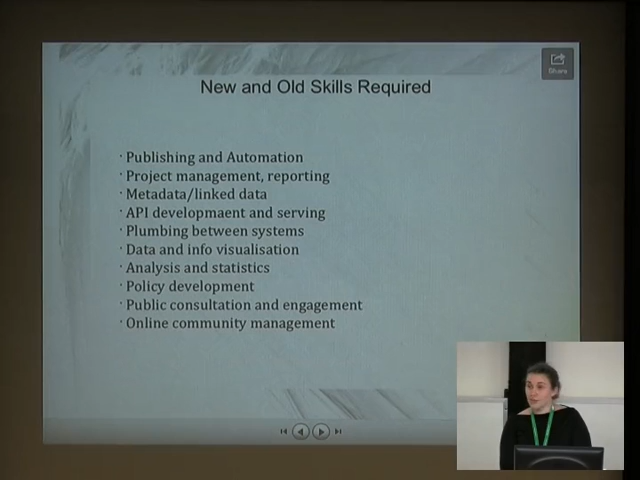 Share
New and Old Skills Required
· Publishing and Automation
· Project management, reporting
· Metadata/linked data
· API developmaent and serving
· Plumbing between systems
· Data and info visualisation
· Analysis and statistics
· Policy development
· Public consultation and engagement
· Online community management